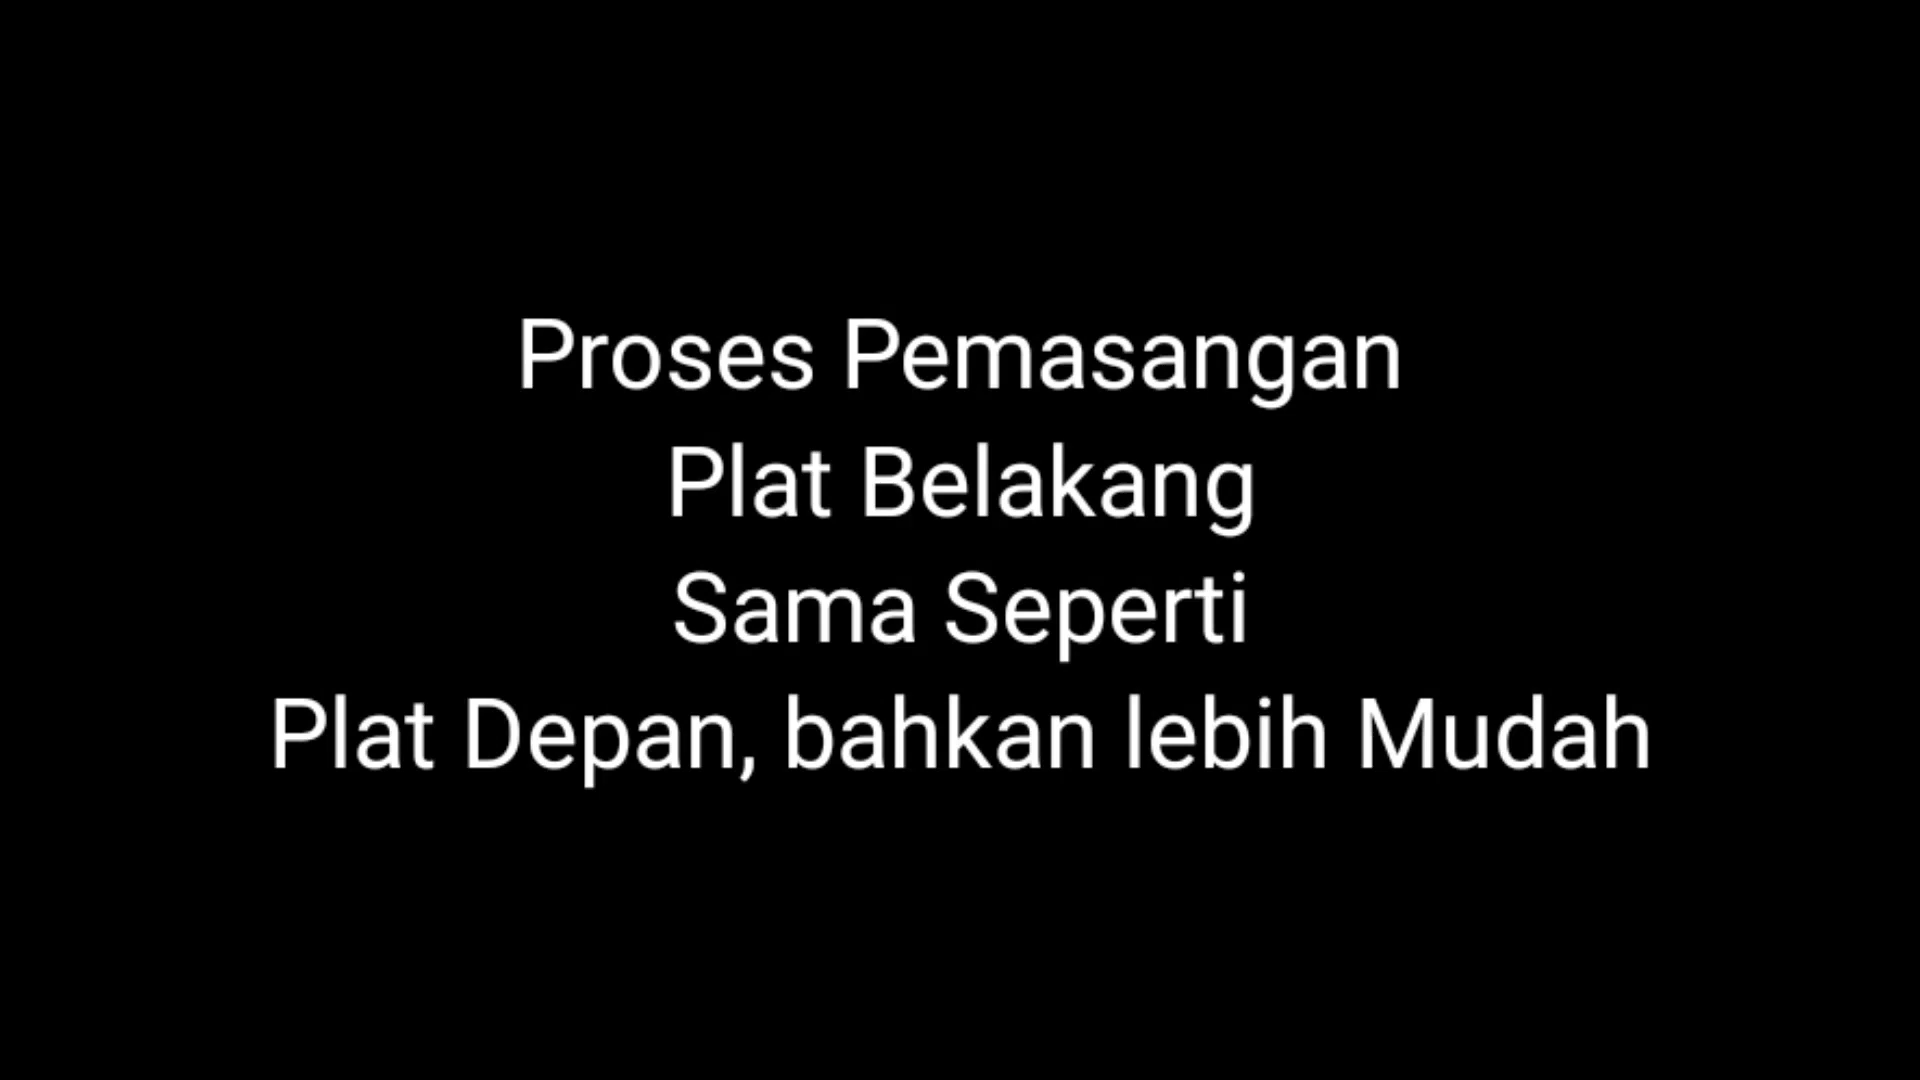 Proses Pemasangan
Plat Belakang
Sama Seperti
Plat Depan, bahkan lebih Mudah